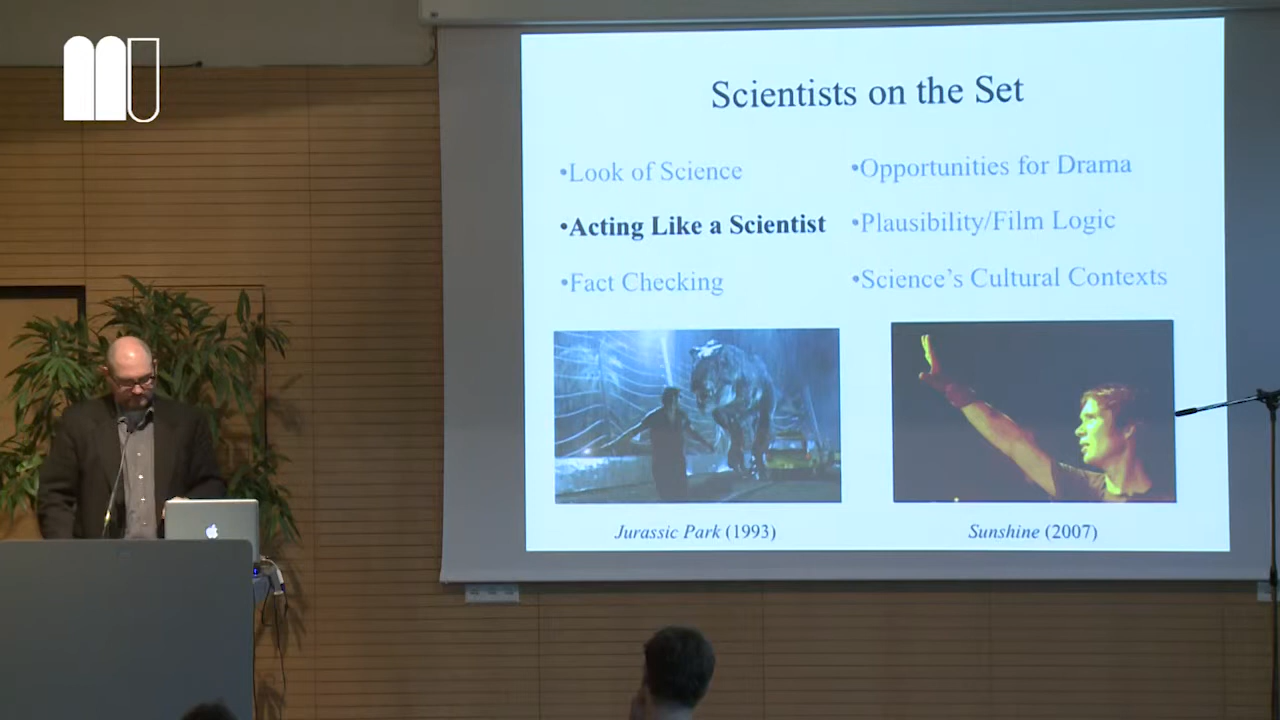 MU
Scientists on the Set
•Look of Science
•Acting Like a Scientist
•Fact Checking
•Opportunities for Drama
•Plausibility/Film Logic
•Science's Cultural Contexts
Jurassic Park (1993)
Sunshine (2007)